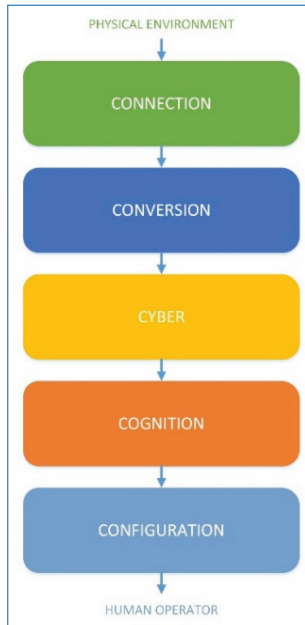 PHYSICAL ENVIRONMENT
CONNECTION
CONVERSION
CYBER
COGNITION
CONFIGURATION
HUMAN OPERATOR